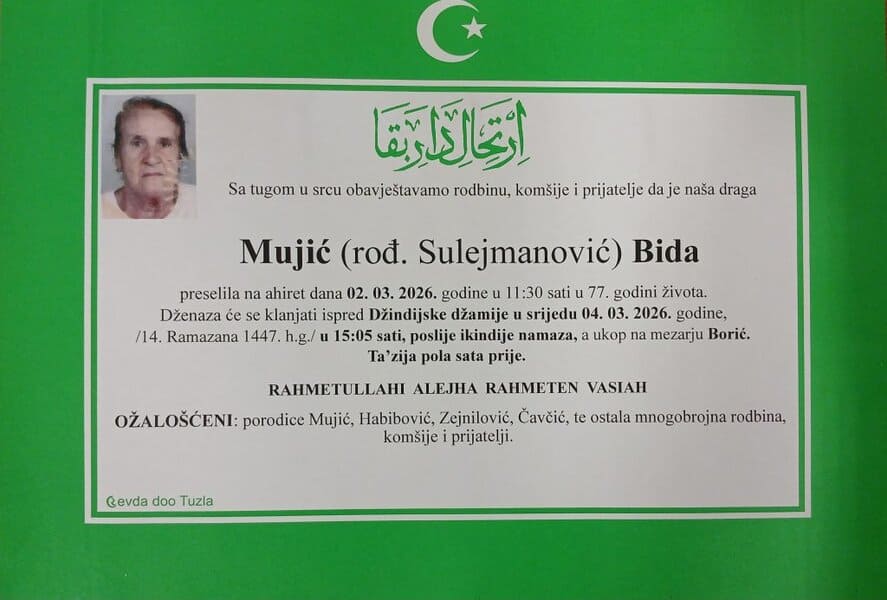 اِرْتِحَالِ دَارِ بَقَا
Sa tugom u srcu obavještavamo rodbinu, komšije i prijatelje da je naša draga
Mujić (rođ. Sulejmanović) Bida
preselila na ahiret dana 02. 03. 2026. godine u 11:30 sati u 77. godini života.
Dženaza će se klanjati ispred Džindijske džamije u srijedu 04. 03. 2026. godine,
/14. Ramazana 1447. h.g./ u 15:05 sati, poslije ikindije namaza, a ukop na mezarju Borić.
Ta’zija pola sata prije.
RAHMETULLAHI ALEJHA RAHMETEN VASIAH
OŽALOŠĆENI: porodice Mujić, Habibović, Zejnilović, Čavčić, te ostala mnogobrojna rodbina,
komšije i prijatelji.
evda doo Tuzla